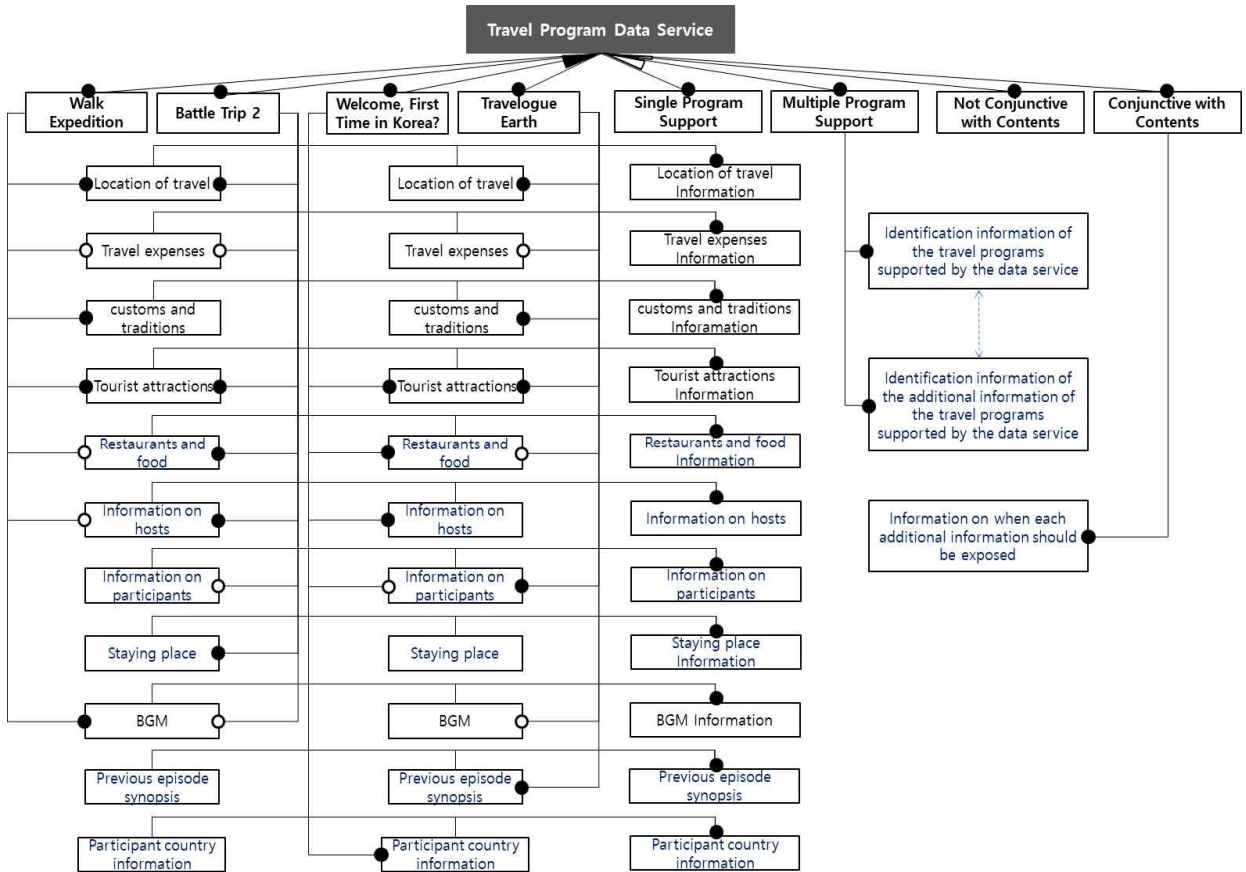 Travel Program Data Service
Walk
Expedition
Battle Trip 2
Welcome, First
Time in Korea?
Travelogue
Earth
Single Program
Support
Multiple Program
Support
Not Conjunctive
with Contents
Conjunctive with
Contents
Location of travel
Location of travel
Location of travel
Information
Travel expenses
Travel expenses
Travel expenses
Information
customs and
traditions
customs and
traditions
customs and traditions
Inforamation
Tourist attractions
Tourist attractions
Tourist attractions
Information
Restaurants and
food
Restaurants and
food
Restaurants and food
Information
Information on
hosts
Information on
hosts
Information on hosts
Information on
participants
Information on
participants
Information on
participants
Staying place
Staying place
Staying place
Information
BGM
BGM
BGM Information
Previous episode
synopsis
Previous episode
synopsis
Previous episode
synopsis
Participant country
information
Participant country
information
Participant country
information
Identification information of
the travel programs
supported by the data service
Identification information of
the additional information of
the travel programs
supported by the data service
Information on when each
additional information should
be exposed